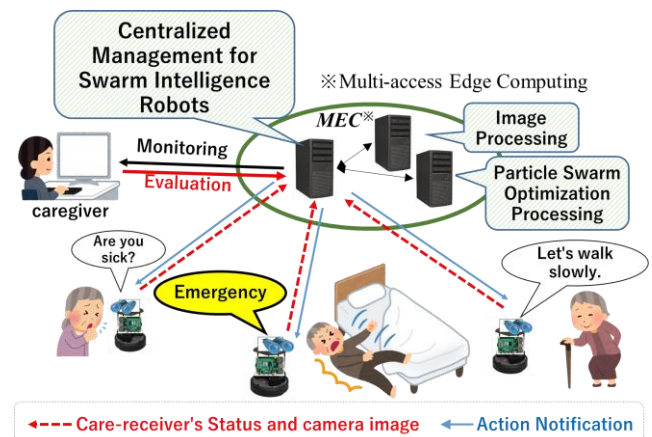 Centralized
Management for
Swarm Intelligence
Robots
※Multi-access Edge Computing
MEC※
Image
Processing
Particle Swarm
Optimization
Processing
Monitoring
Evaluation
caregiver
Are you
sick?
Emergency
Let's walk
slowly.
Care-receiver's Status and camera image
Action Notification